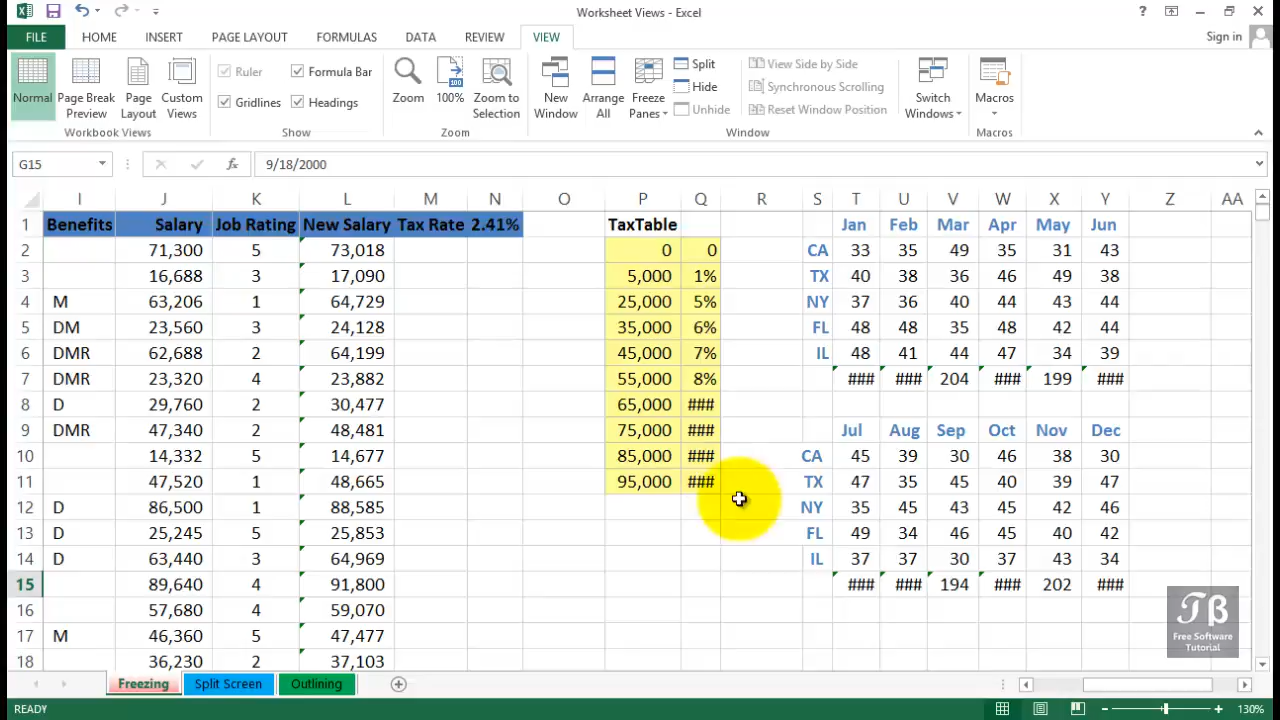 Worksheet Views - Excel
?
FILE HOME INSERT PAGE LAYOUT FORMULAS DATA REVIEW VIEW Sign in
Normal
Page Break Preview
Page Layout
Custom Views
Workbook Views
Ruler Formula Bar
Gridlines Headings
Show
Zoom
100%
Zoom to Selection
Zoom
New Window
Arrange All
Freeze Panes
Split
Hide
Unhide
View Side by Side
Synchronous Scrolling
Reset Window Position
Window
Switch Windows
Macros
Macros
G15 fx 9/18/2000
I J K L M N O P Q R S T U V W X Y Z AA
1 Benefits Salary Job Rating New Salary Tax Rate 2.41% TaxTable Jan Feb Mar Apr May Jun
2 71,300 5 73,018 0 0 CA 33 35 49 35 31 43
3 16,688 3 17,090 5,000 1% TX 40 38 36 46 49 38
4 M 63,206 1 64,729 25,000 5% NY 37 36 40 44 43 44
5 DM 23,560 3 24,128 35,000 6% FL 48 48 35 48 42 44
6 DMR 62,688 2 64,199 45,000 7% IL 48 41 44 47 34 39
7 DMR 23,320 4 23,882 55,000 8% ### ### 204 ### 199 ###
8 D 29,760 2 30,477 65,000 ###
9 DMR 47,340 2 48,481 75,000 ### Jul Aug Sep Oct Nov Dec
10 14,332 5 14,677 85,000 ### CA 45 39 30 46 38 30
11 47,520 1 48,665 95,000 ### TX 47 35 45 40 39 47
12 D 86,500 1 88,585 NY 35 45 43 45 42 46
13 D 25,245 5 25,853 FL 49 34 46 45 40 42
14 D 63,440 3 64,969 IL 37 37 30 37 43 34
15 89,640 4 91,800 ### ### 194 ### 202 ###
16 57,680 4 59,070
17 M 46,360 5 47,477
18 36,230 2 37,103
Tβ
Free Software
Tutorial
Freezing Split Screen Outlining
READY 130%